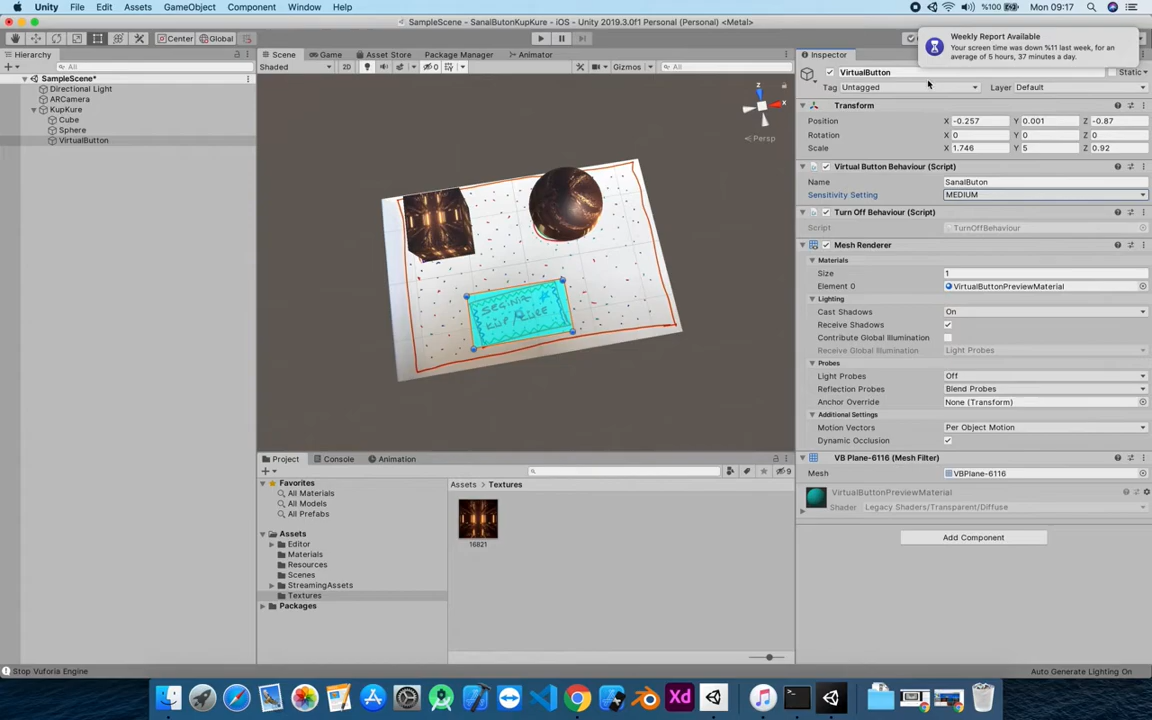 Unity File Edit Assets GameObject Component Window Help %100 Mon 09:17
SampleScene - SanalButonKupKure - iOS - Unity 2019.3.0f1 Personal (Personal) <Metal>
Center Global
Weekly Report Available
Your screen time was down %11 last week, for an
average of 5 hours, 37 minutes a day.
Hierarchy
All
SampleScene*
Directional Light
ARCamera
KupKure
Cube
Sphere
VirtualButton
Scene Game Asset Store Package Manager Animator
Shaded 2D 0 Gizmos All
z
x
Persp
SEÇİNİZ
KÜP/KÜRE
Inspector
VirtualButton Static
Tag Untagged Layer Default
Transform
Position X -0.257 Y 0.001 Z -0.87
Rotation X 0 Y 0 Z 0
Scale X 1.746 Y 5 Z 0.92
Virtual Button Behaviour (Script)
Name SanalButon
Sensitivity Setting MEDIUM
Turn Off Behaviour (Script)
Script TurnOffBehaviour
Mesh Renderer
Materials
Size 1
Element 0 VirtualButtonPreviewMaterial
Lighting
Cast Shadows On
Receive Shadows
Contribute Global Illumination
Receive Global Illumination Light Probes
Probes
Light Probes Off
Reflection Probes Blend Probes
Anchor Override None (Transform)
Additional Settings
Motion Vectors Per Object Motion
Dynamic Occlusion
VB Plane-6116 (Mesh Filter)
Mesh VBPlane-6116
VirtualButtonPreviewMaterial
Shader Legacy Shaders/Transparent/Diffuse
Add Component
Project Console Animation
9
Favorites
All Materials
All Models
All Prefabs
Assets
Editor
Materials
Resources
Scenes
StreamingAssets
Textures
Packages
Assets > Textures
16821
Stop Vuforia Engine
Auto Generate Lighting On
Xd